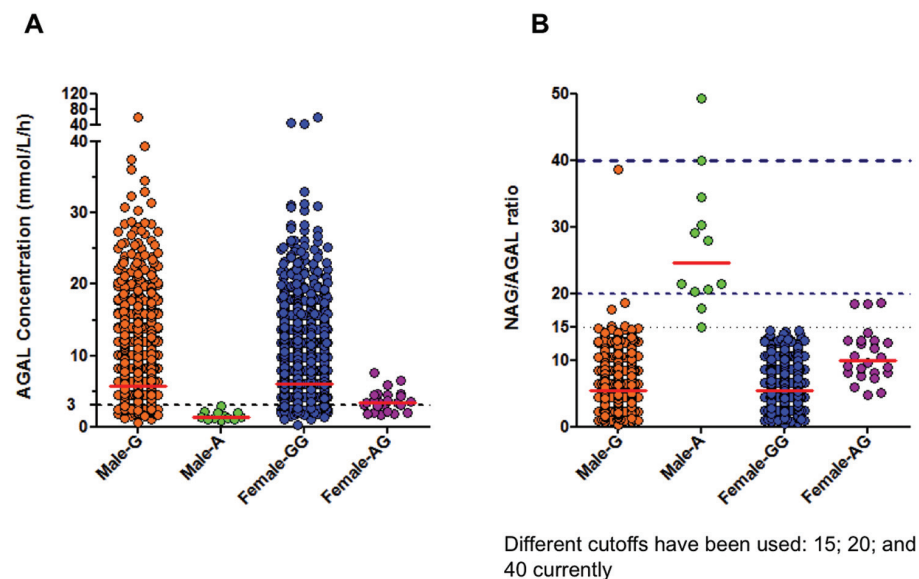 A
B
AGAL Concentration (mmol/L/h)
120
80
40
40
30
20
10
3
0
Male-G
Male-A
Female-GG
Female-AG
NAG/AGAL ratio
50
40
30
20
15
10
0
Male-G
Male-A
Female-GG
Female-AG
Different cutoffs have been used: 15; 20; and
40 currently